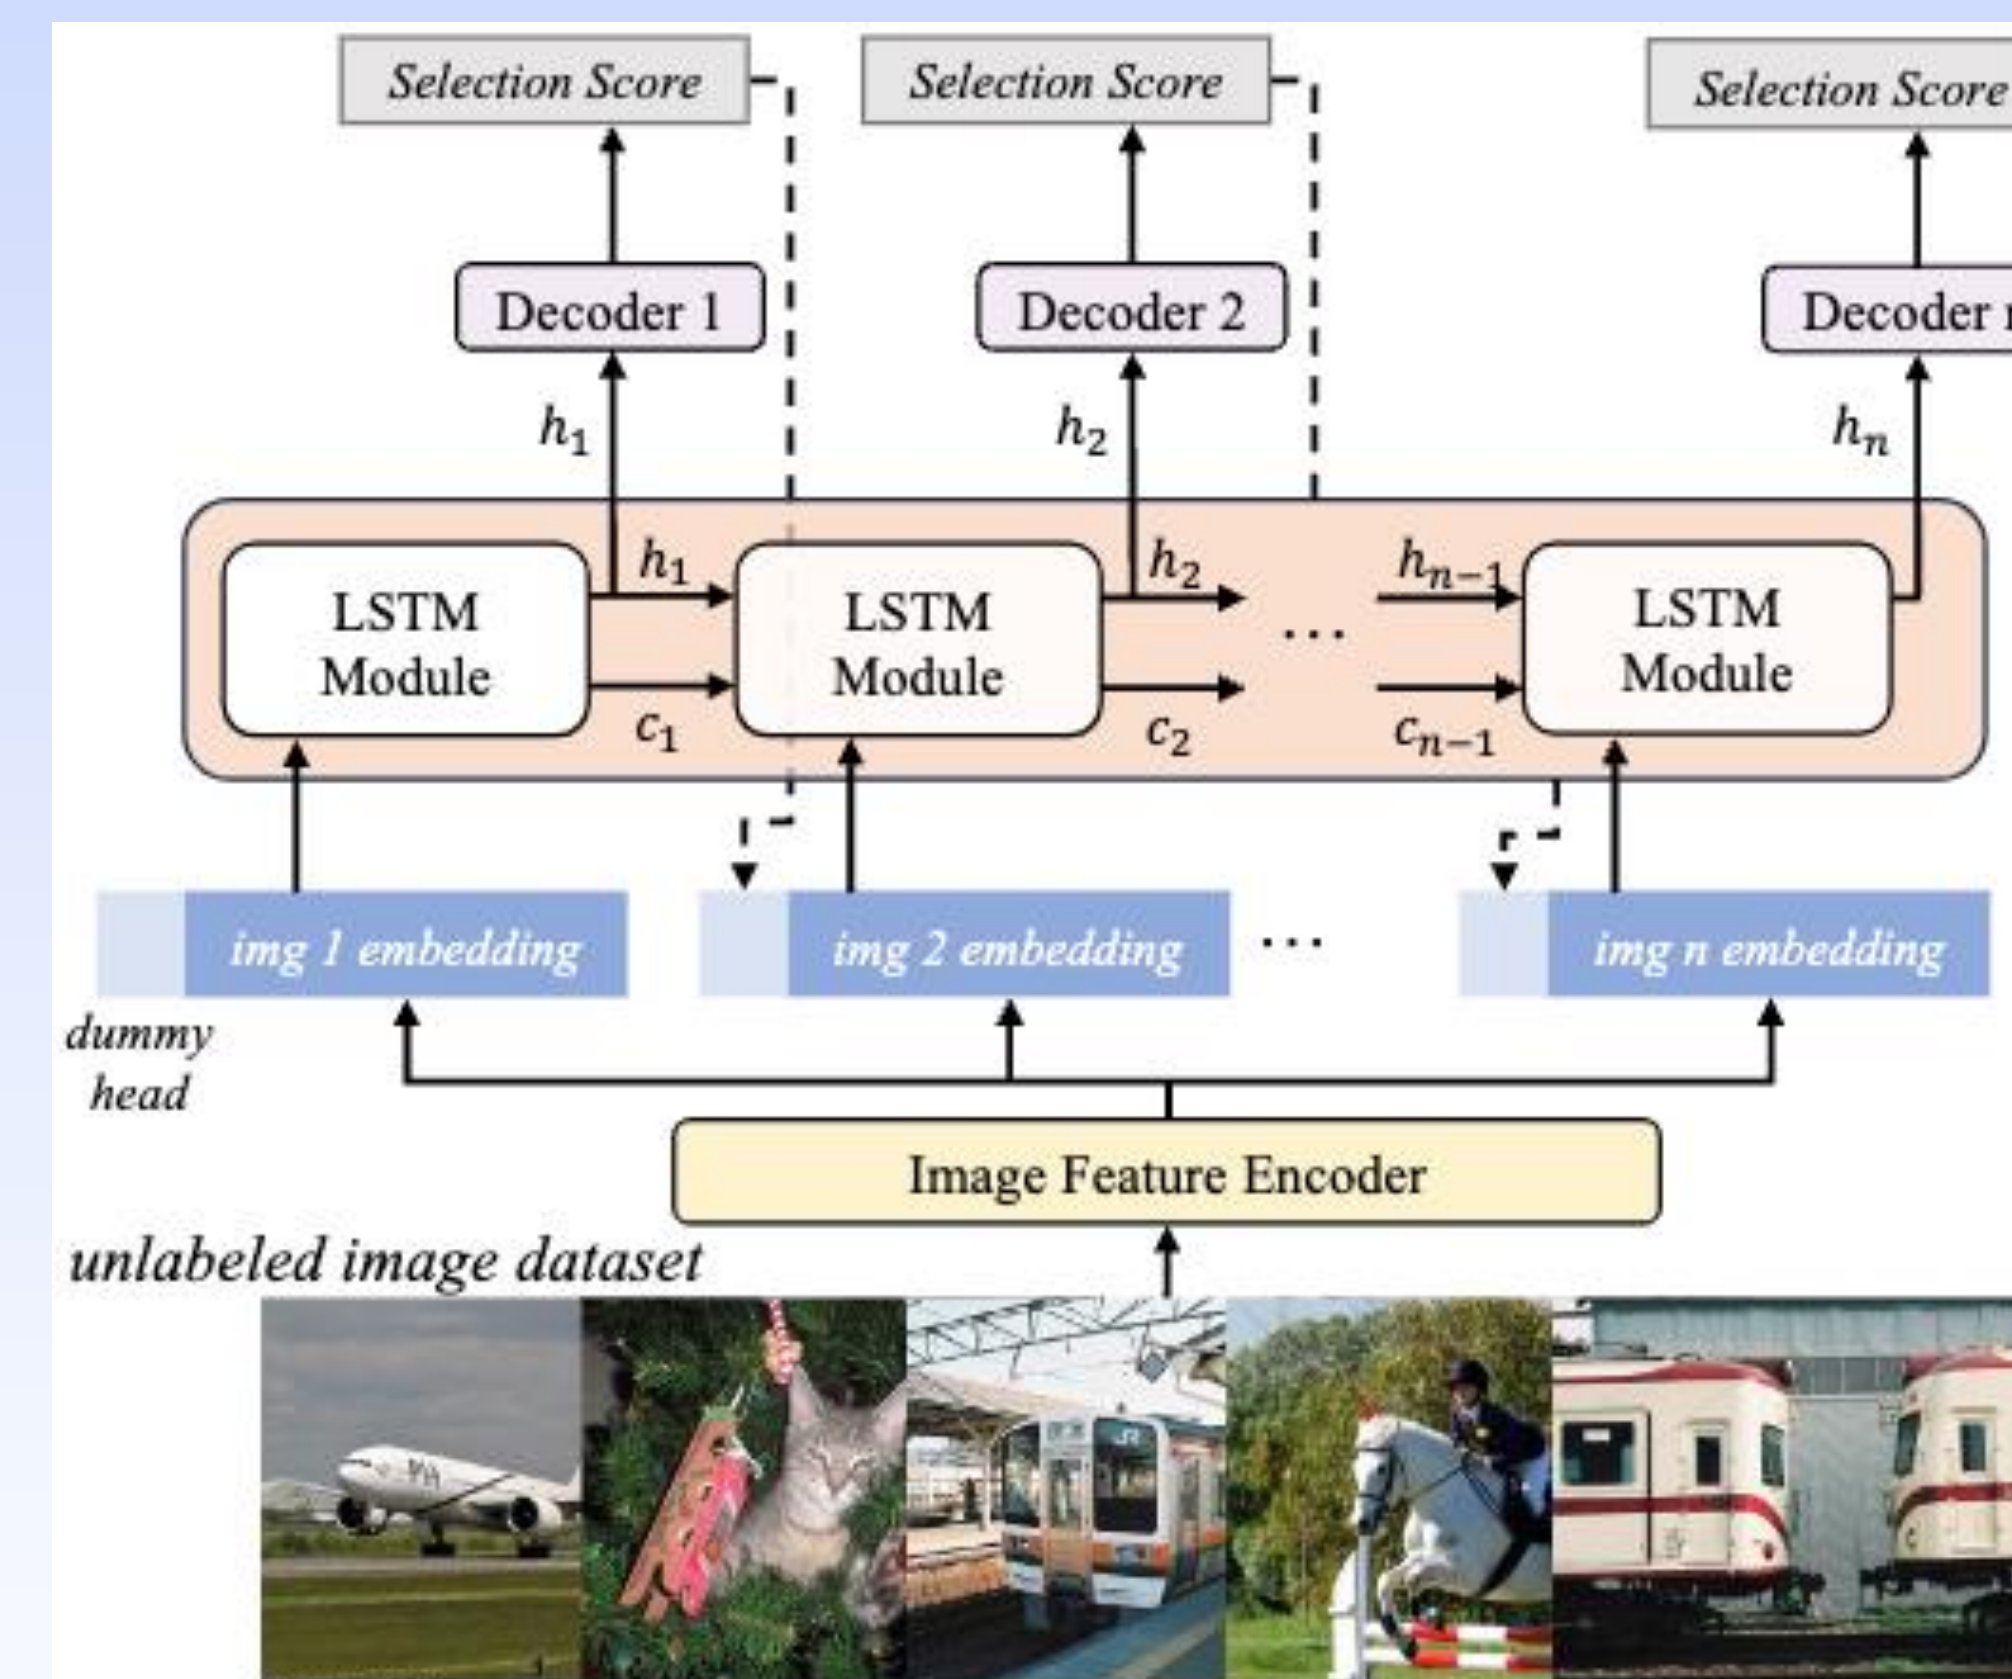 Selection Score Selection Score Selection Score
Decoder 1 Decoder 2 Decoder
h₁ h₂ hₙ
h₁ h₂ hₙ₋₁
LSTM Module LSTM Module LSTM Module
c₁ c₂ ... cₙ₋₁
img 1 embedding img 2 embedding ... img n embedding
dummy
head
Image Feature Encoder
unlabeled image dataset
JR